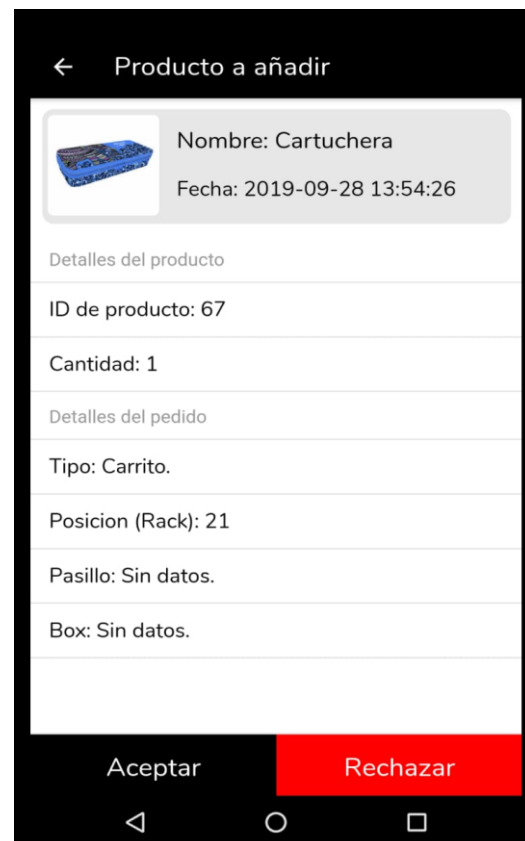 Producto a añadir
Nombre: Cartuchera
Fecha: 2019-09-28 13:54:26
Detalles del producto
ID de producto: 67
Cantidad: 1
Detalles del pedido
Tipo: Carrito.
Posicion (Rack): 21
Pasillo: Sin datos.
Box: Sin datos.
Aceptar
Rechazar